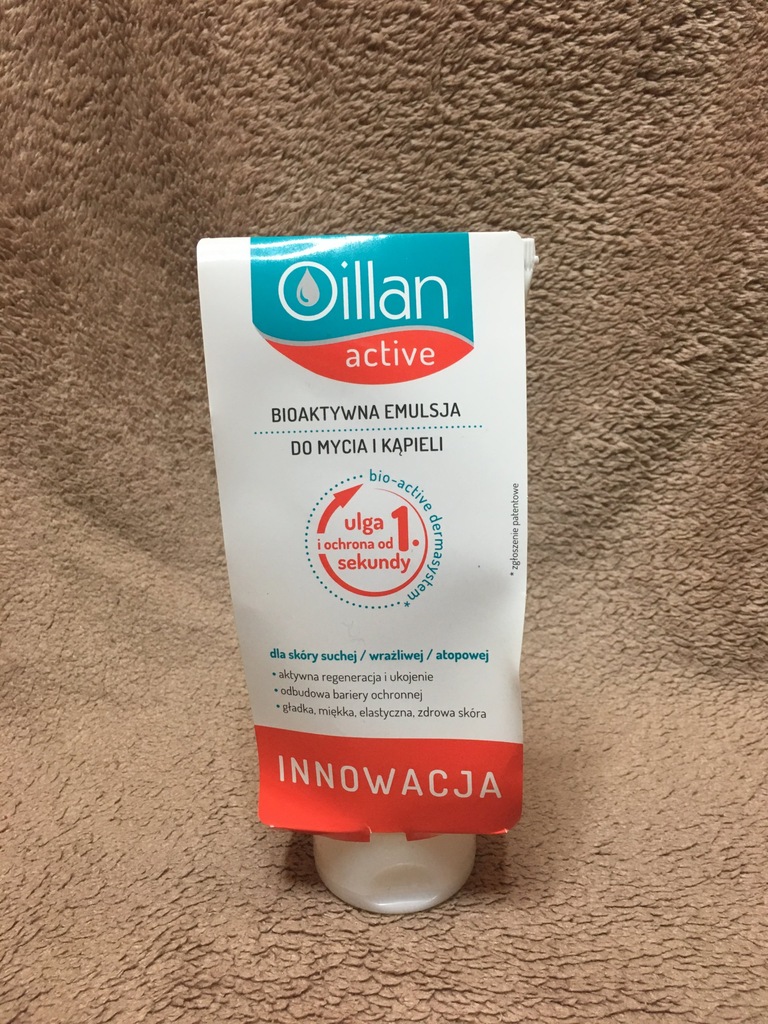 Oillan
active
BIOAKTYWNA EMULSJA
DO MYCIA I KĄPIELI
bio-active dermasystem*
ulga
i ochrona od 1.
sekundy
* zgłoszenie patentowe
dla skóry suchej / wrażliwej / atopowej
• aktywna regeneracja i ukojenie
• odbudowa bariery ochronnej
• gładka, miękka, elastyczna, zdrowa skóra
INNOWACJA